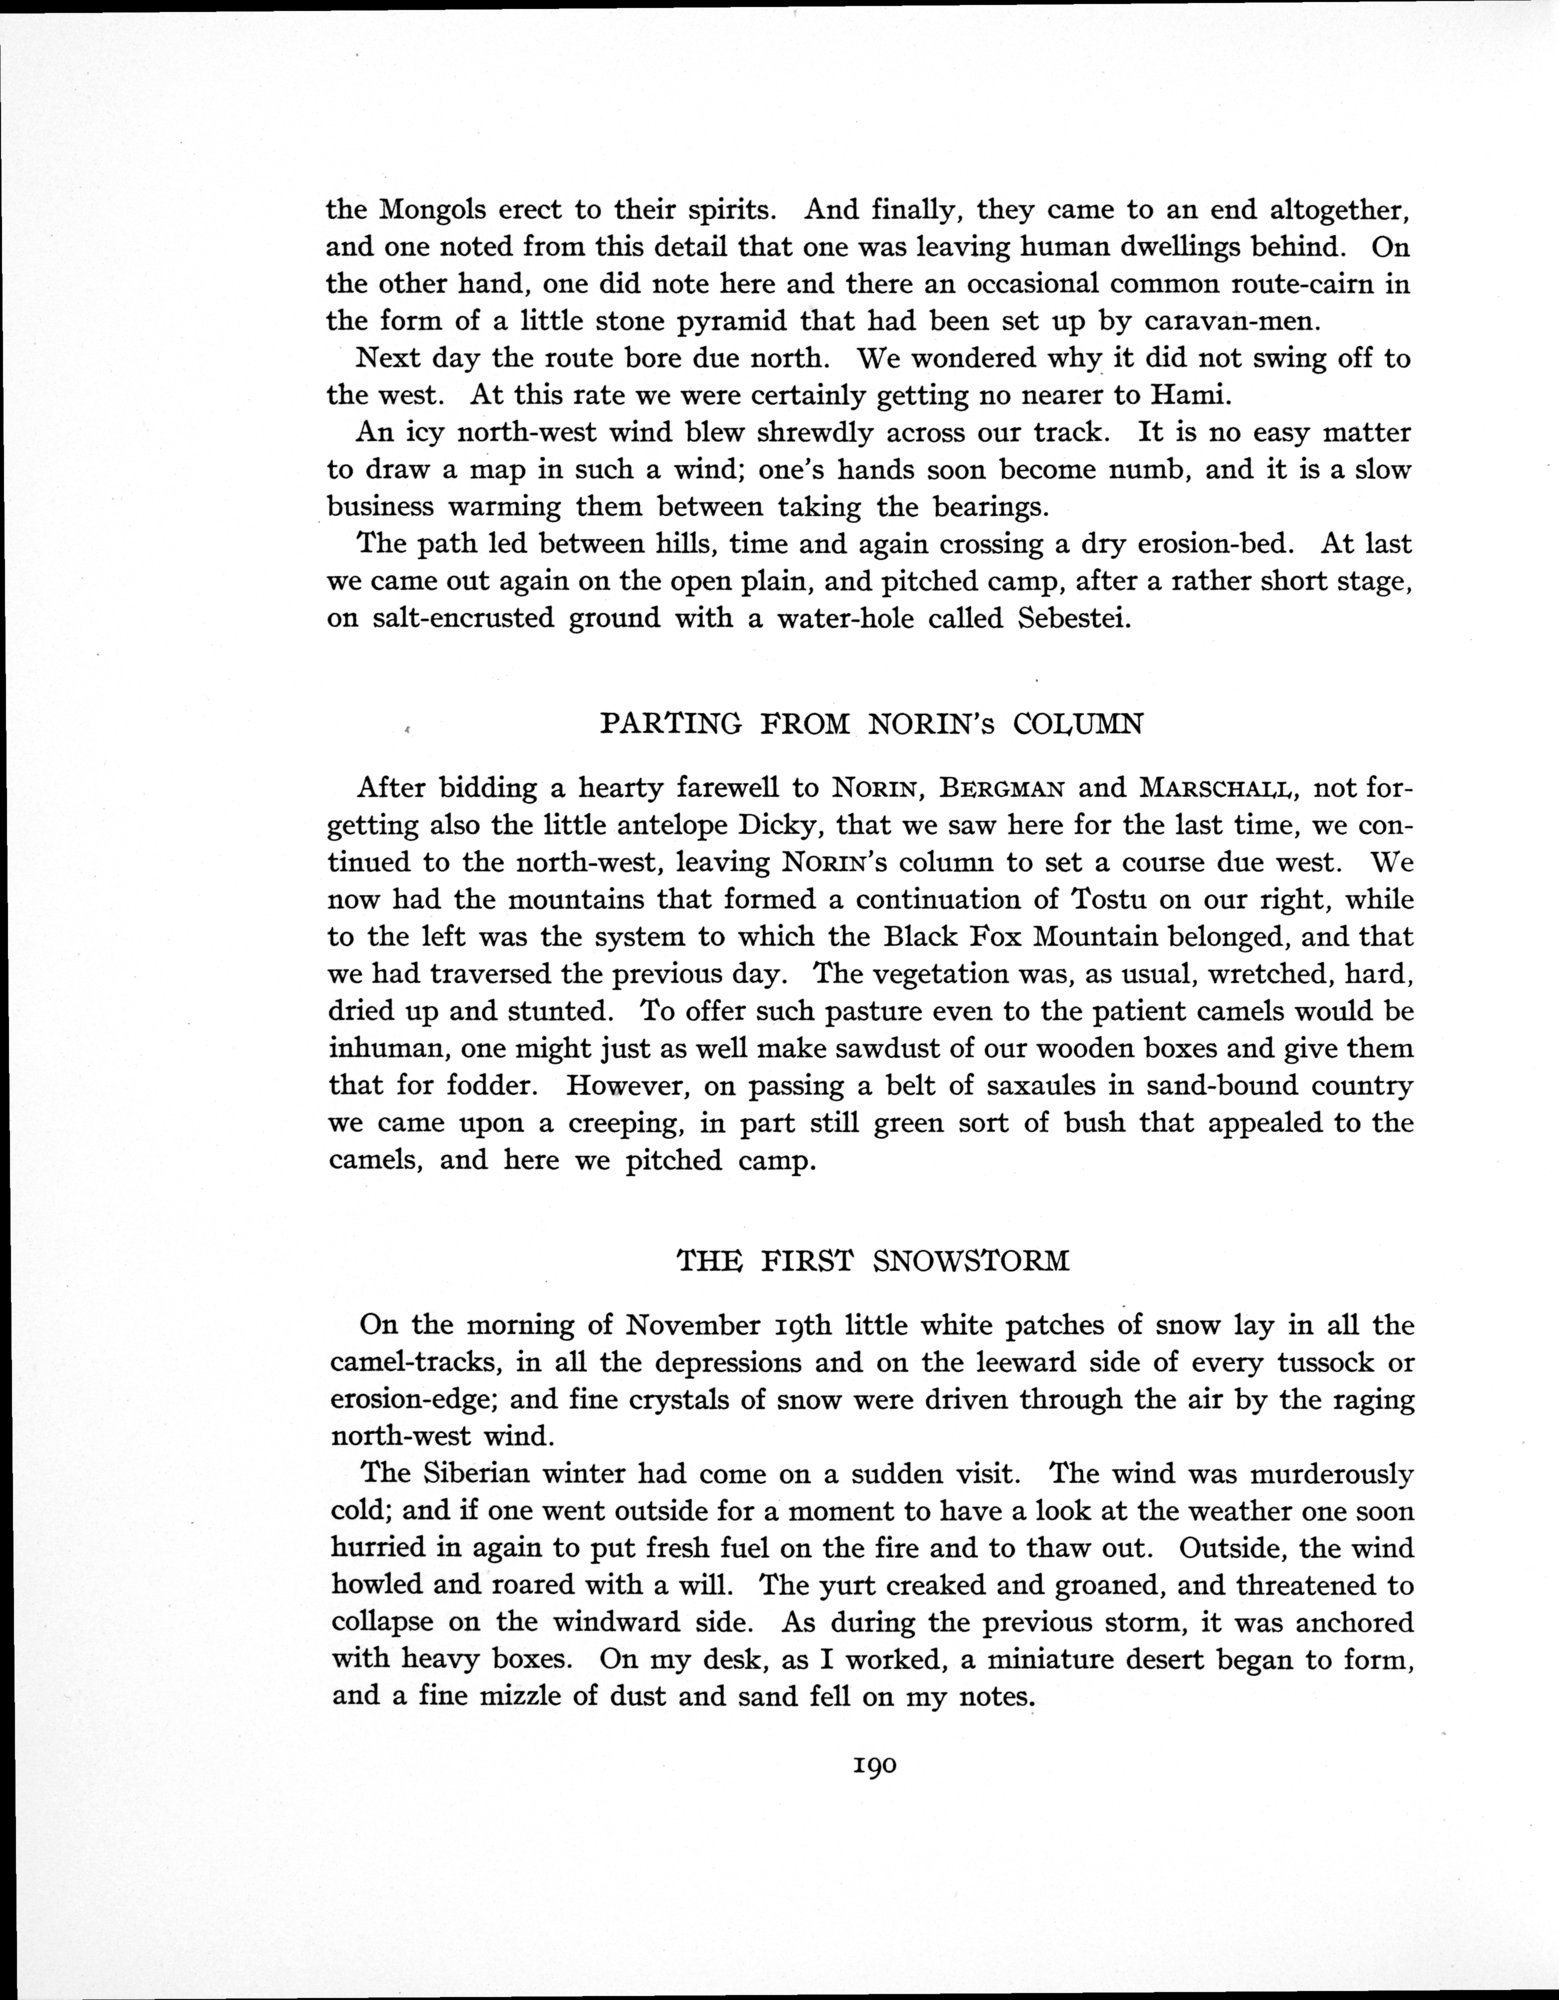 the Mongols erect to their spirits. And finally, they came to an end altogether,
and one noted from this detail that one was leaving human dwellings behind. On
the other hand, one did note here and there an occasional common route-cairn in
the form of a little stone pyramid that had been set up by caravan-men.
Next day the route bore due north. We wondered why it did not swing off to
the west. At this rate we were certainly getting no nearer to Hami.
An icy north-west wind blew shrewdly across our track. It is no easy matter
to draw a map in such a wind; one's hands soon become numb, and it is a slow
business warming them between taking the bearings.
The path led between hills, time and again crossing a dry erosion-bed. At last
we came out again on the open plain, and pitched camp, after a rather short stage,
on salt-encrusted ground with a water-hole called Sebestei.
PARTING FROM NORIN's COLUMN
After bidding a hearty farewell to NORIN, BERGMAN and MARSCHALL, not for-
getting also the little antelope Dicky, that we saw here for the last time, we con-
tinued to the north-west, leaving NORIN's column to set a course due west. We
now had the mountains that formed a continuation of Tostu on our right, while
to the left was the system to which the Black Fox Mountain belonged, and that
we had traversed the previous day. The vegetation was, as usual, wretched, hard,
dried up and stunted. To offer such pasture even to the patient camels would be
inhuman, one might just as well make sawdust of our wooden boxes and give them
that for fodder. However, on passing a belt of saxaules in sand-bound country
we came upon a creeping, in part still green sort of bush that appealed to the
camels, and here we pitched camp.
THE FIRST SNOWSTORM
On the morning of November 19th little white patches of snow lay in all the
camel-tracks, in all the depressions and on the leeward side of every tussock or
erosion-edge; and fine crystals of snow were driven through the air by the raging
north-west wind.
The Siberian winter had come on a sudden visit. The wind was murderously
cold; and if one went outside for a moment to have a look at the weather one soon
hurried in again to put fresh fuel on the fire and to thaw out. Outside, the wind
howled and roared with a will. The yurt creaked and groaned, and threatened to
collapse on the windward side. As during the previous storm, it was anchored
with heavy boxes. On my desk, as I worked, a miniature desert began to form,
and a fine mizzle of dust and sand fell on my notes.
190